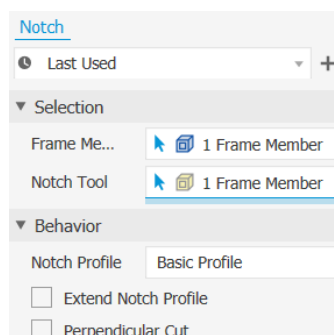 Notch
Last Used
Selection
Frame Me... 1 Frame Member
Notch Tool 1 Frame Member
Behavior
Notch Profile Basic Profile
Extend Notch Profile
Perpendicular Cut